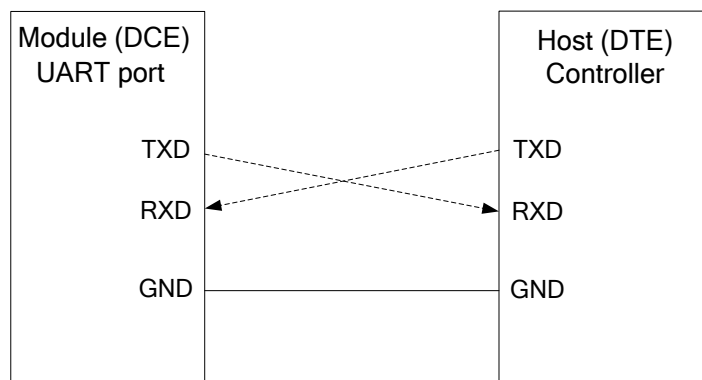 Module (DCE)
UART port
Host (DTE)
Controller
TXD
TXD
RXD
RXD
GND
GND